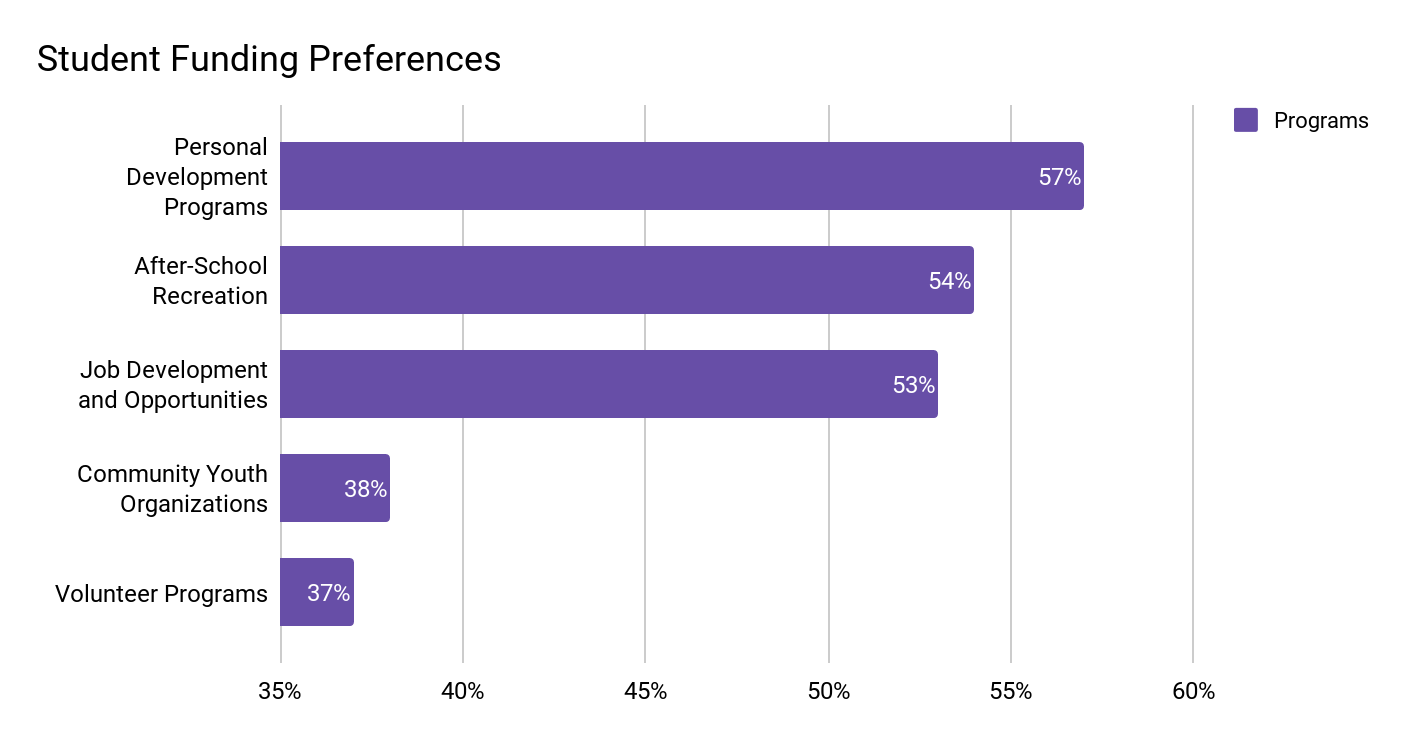 Student Funding Preferences
Programs
Personal
Development
Programs
57%
After-School
Recreation
54%
Job Development
and Opportunities
53%
Community Youth
Organizations
38%
Volunteer Programs
37%
35%
40%
45%
50%
55%
60%